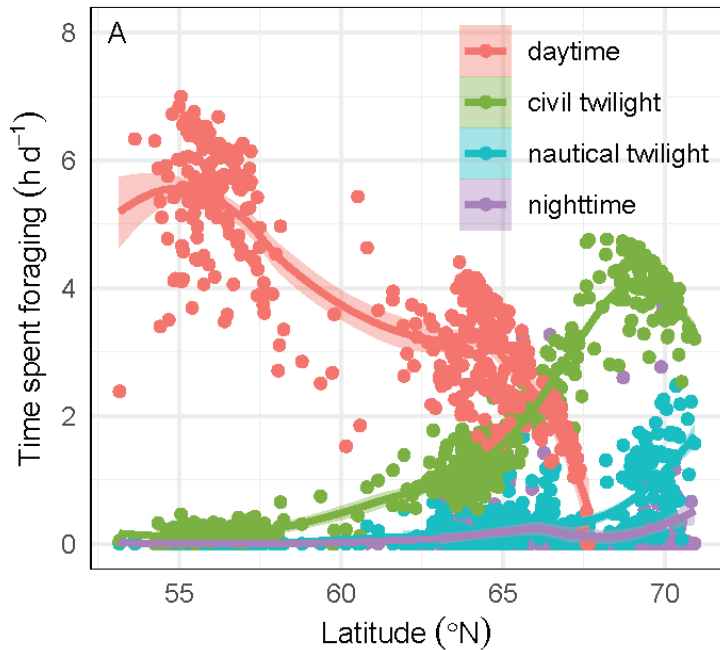 A
daytime
civil twilight
nautical twilight
nighttime
8
6
4
2
0
Time spent foraging (h d⁻¹)
55 60 65 70
Latitude (°N)